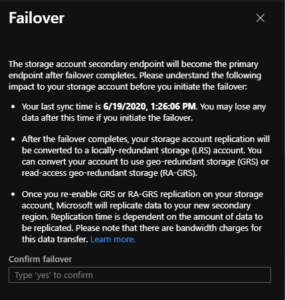 Failover
The storage account secondary endpoint will become the primary
endpoint after failover completes. Please understand the following
impact to your storage account before you initiate the failover:
• Your last sync time is 6/19/2020, 1:26:06 PM. You may lose any
data after this time if you initiate the failover.
• After the failover completes, your storage account replication will
be converted to a locally-redundant storage (LRS) account. You
can convert your account to use geo-redundant storage (GRS) or
read-access geo-redundant storage (RA-GRS).
• Once you re-enable GRS or RA-GRS replication on your storage
account, Microsoft will replicate data to your new secondary
region. Replication time is dependent on the amount of data to
be replicated. Please note that there are bandwidth charges for
this data transfer. Learn more.
Confirm failover
Type 'yes' to confirm